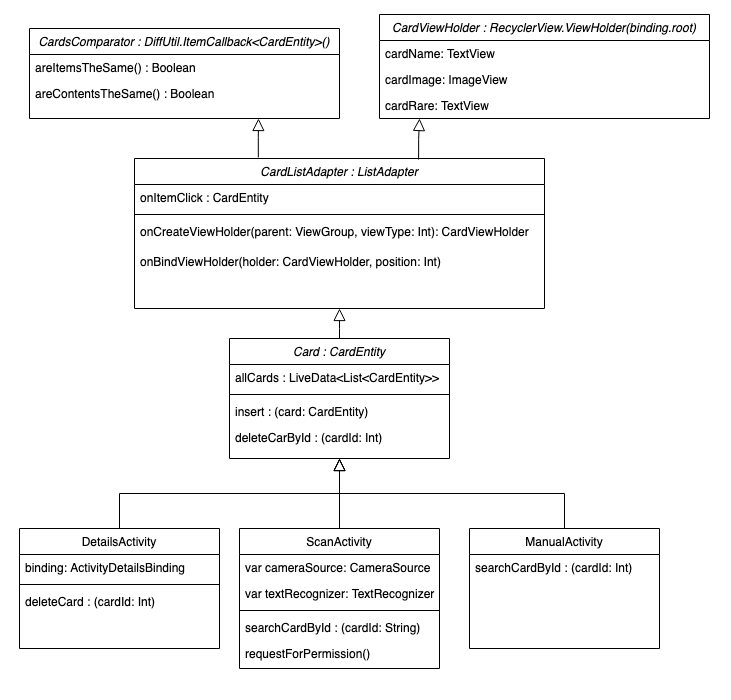 CardsComparator : DiffUtil.ItemCallback<CardEntity>()
areItemsTheSame() : Boolean
areContentsTheSame() : Boolean
CardViewHolder : RecyclerView.ViewHolder(binding.root)
cardName: TextView
cardImage: ImageView
cardRare: TextView
CardListAdapter : ListAdapter
onItemClick : CardEntity
onCreateViewHolder(parent: ViewGroup, viewType: Int): CardViewHolder
onBindViewHolder(holder: CardViewHolder, position: Int)
Card : CardEntity
allCards : LiveData<List<CardEntity>>
insert : (card: CardEntity)
deleteCarById : (cardId: Int)
DetailsActivity
binding: ActivityDetailsBinding
deleteCard : (cardId: Int)
ScanActivity
var cameraSource: CameraSource
var textRecognizer: TextRecognizer
searchCardById : (cardId: String)
requestForPermission()
ManualActivity
searchCardById : (cardId: Int)